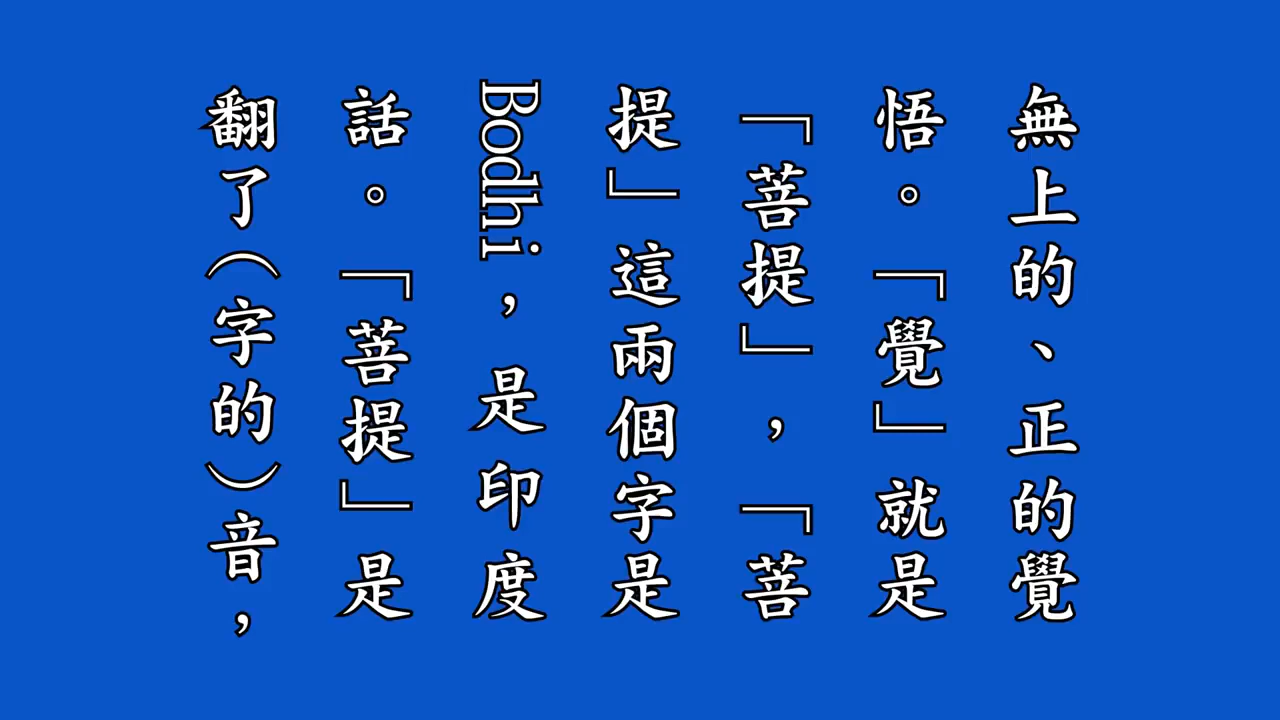 無上的、正的覺
悟。「覺」就是
「菩提」，「菩
提」這兩個字是
Bodhi，是印度
話。「菩提」是
翻了（字的）音，